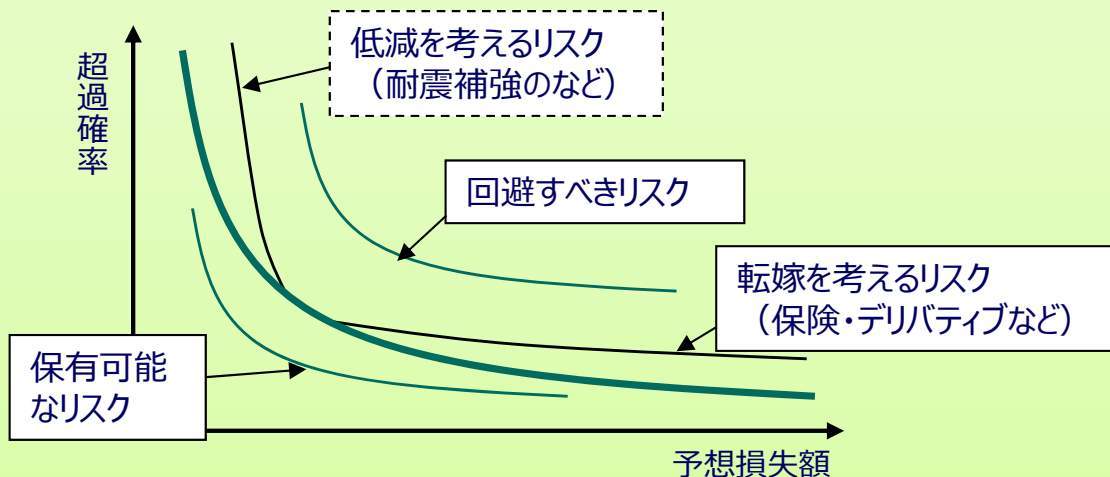 超過確率
低減を考えるリスク
（耐震補強のなど）
回避すべきリスク
転嫁を考えるリスク
（保険・デリバティブなど）
保有可能
なリスク
予想損失額